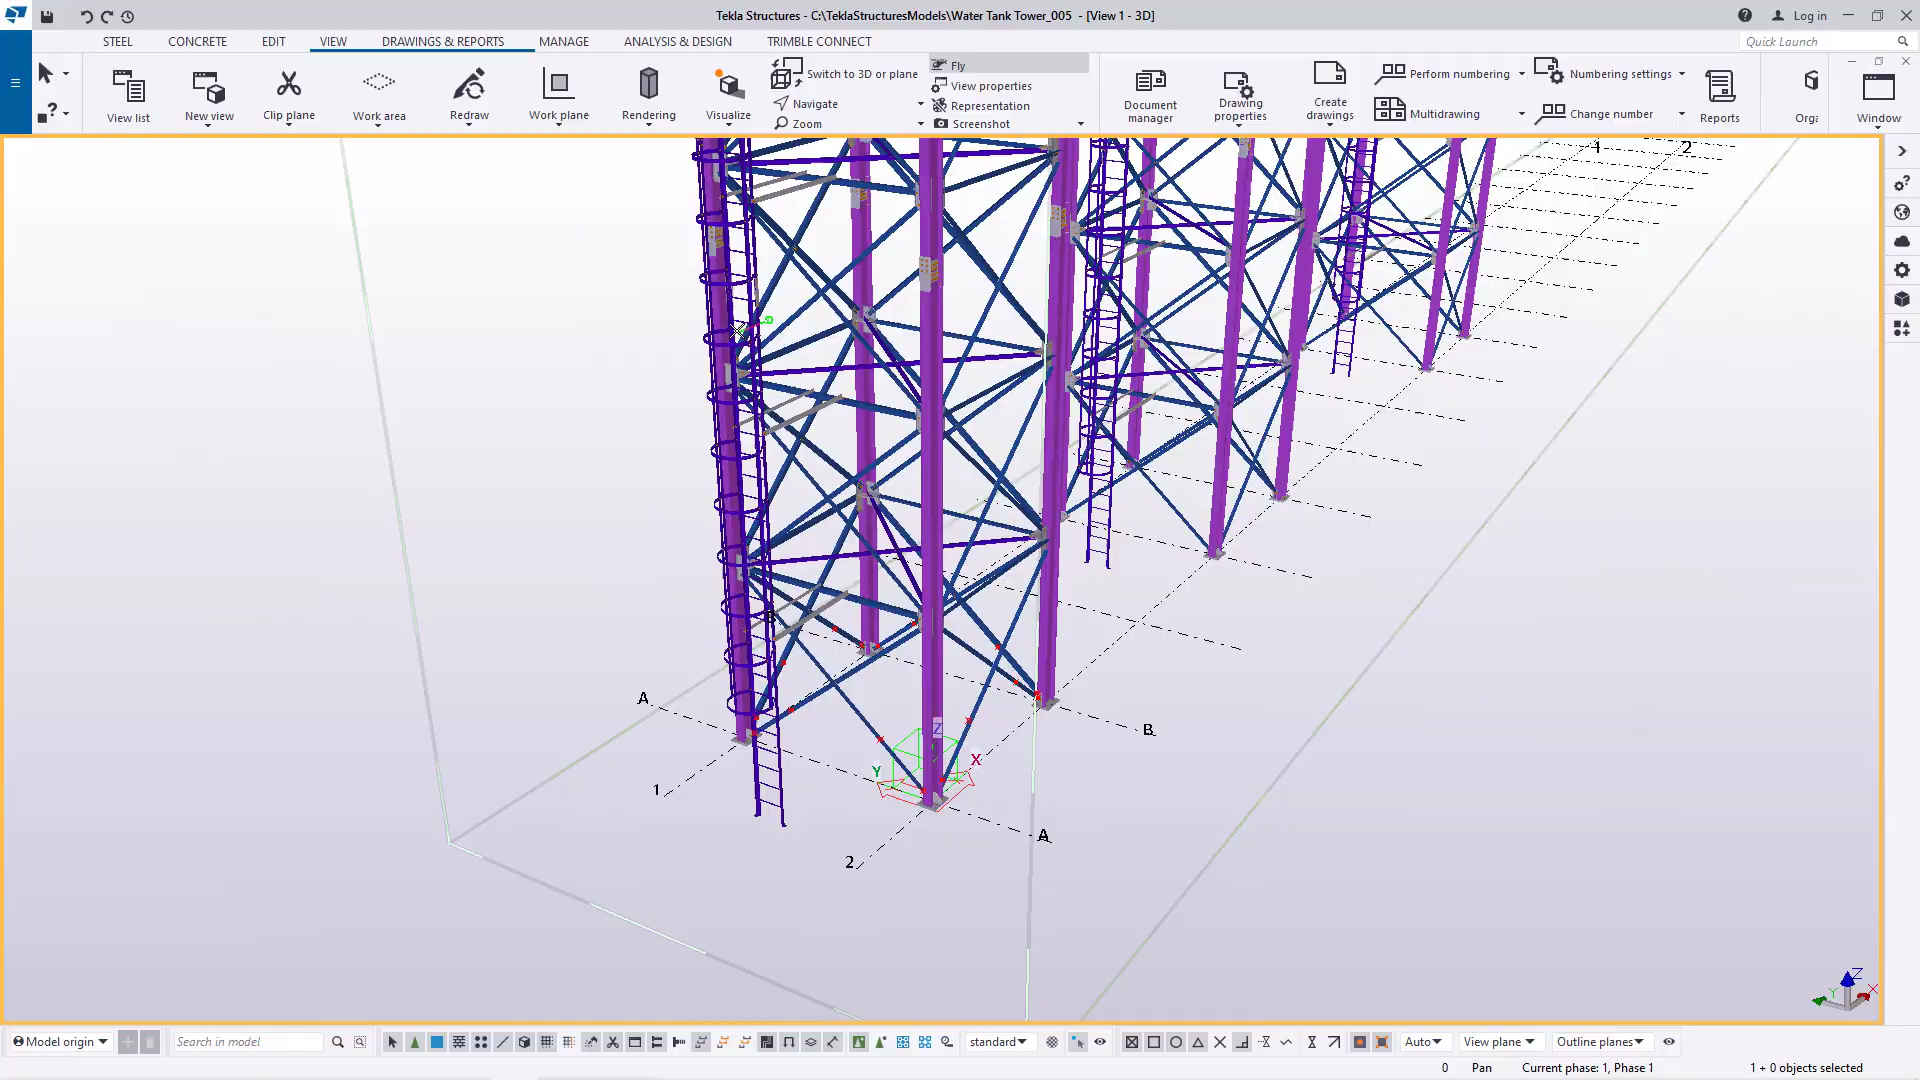 Tekla Structures - C:\TeklaStructuresModels\Water Tank Tower_005 - [View 1 - 3D]
Log in
STEEL
CONCRETE
EDIT
VIEW
DRAWINGS & REPORTS
MANAGE
ANALYSIS & DESIGN
TRIMBLE CONNECT
Quick Launch
View list
New view
Clip plane
Work area
Redraw
Work plane
Rendering
Visualize
Switch to 3D or plane
Navigate
Zoom
Fly
View properties
Representation
Screenshot
Document manager
Drawing properties
Create drawings
Perform numbering
Multidrawing
Numbering settings
Change number
Reports
Orga
Window
1
2
B
A
B
Z
X
Y
1
A
2
Z
Y
X
Model origin
Search in model
standard
Auto
View plane
Outline planes
0
Pan
Current phase: 1, Phase 1
1 + 0 objects selected